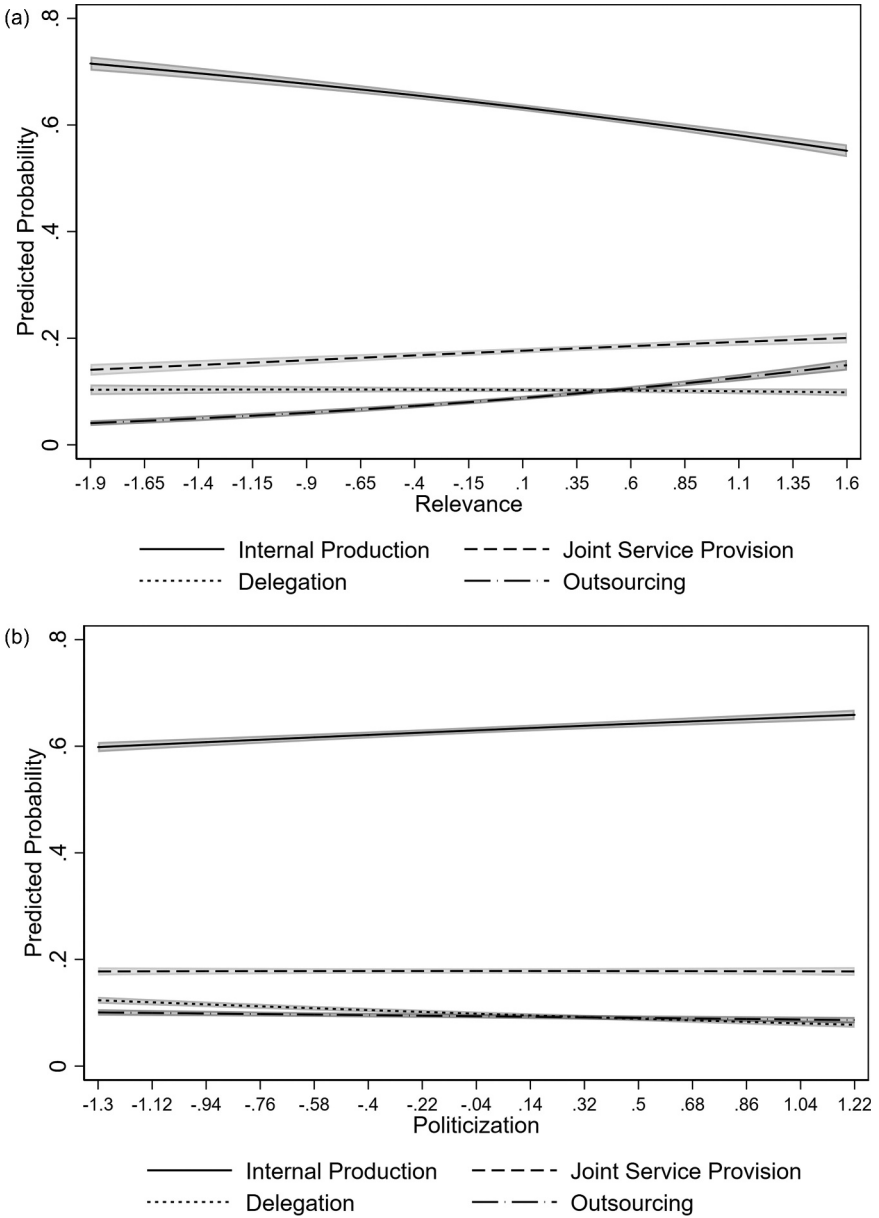 (a)
Predicted Probability
.8
.6
.4
.2
0
-1.9 -1.65 -1.4 -1.15 -.9 -.65 -.4 -.15 .1 .35 .6 .85 1.1 1.35 1.6
Relevance
Internal Production Joint Service Provision
Delegation Outsourcing
(b)
Predicted Probability
.8
.6
.4
.2
0
-1.3 -1.12 -.94 -.76 -.58 -.4 -.22 -.04 .14 .32 .5 .68 .86 1.04 1.22
Politicization
Internal Production Joint Service Provision
Delegation Outsourcing